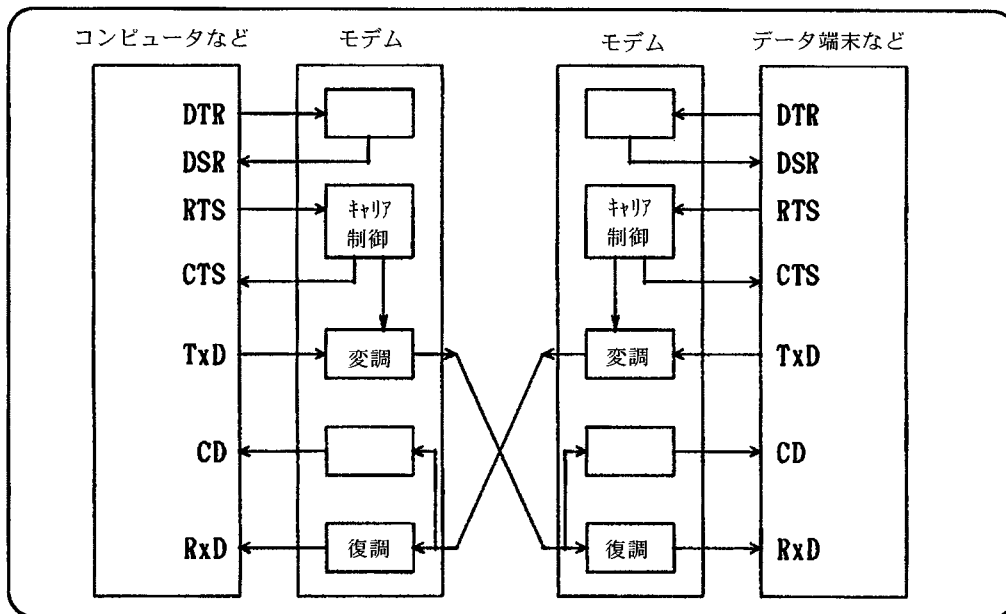 コンピュータなど
モデム
モデム
データ端末など
DTR
DTR
DSR
DSR
RTS
ｷｬﾘｱ
制御
ｷｬﾘｱ
制御
RTS
CTS
CTS
TxD
変調
変調
TxD
CD
CD
RxD
復調
復調
RxD